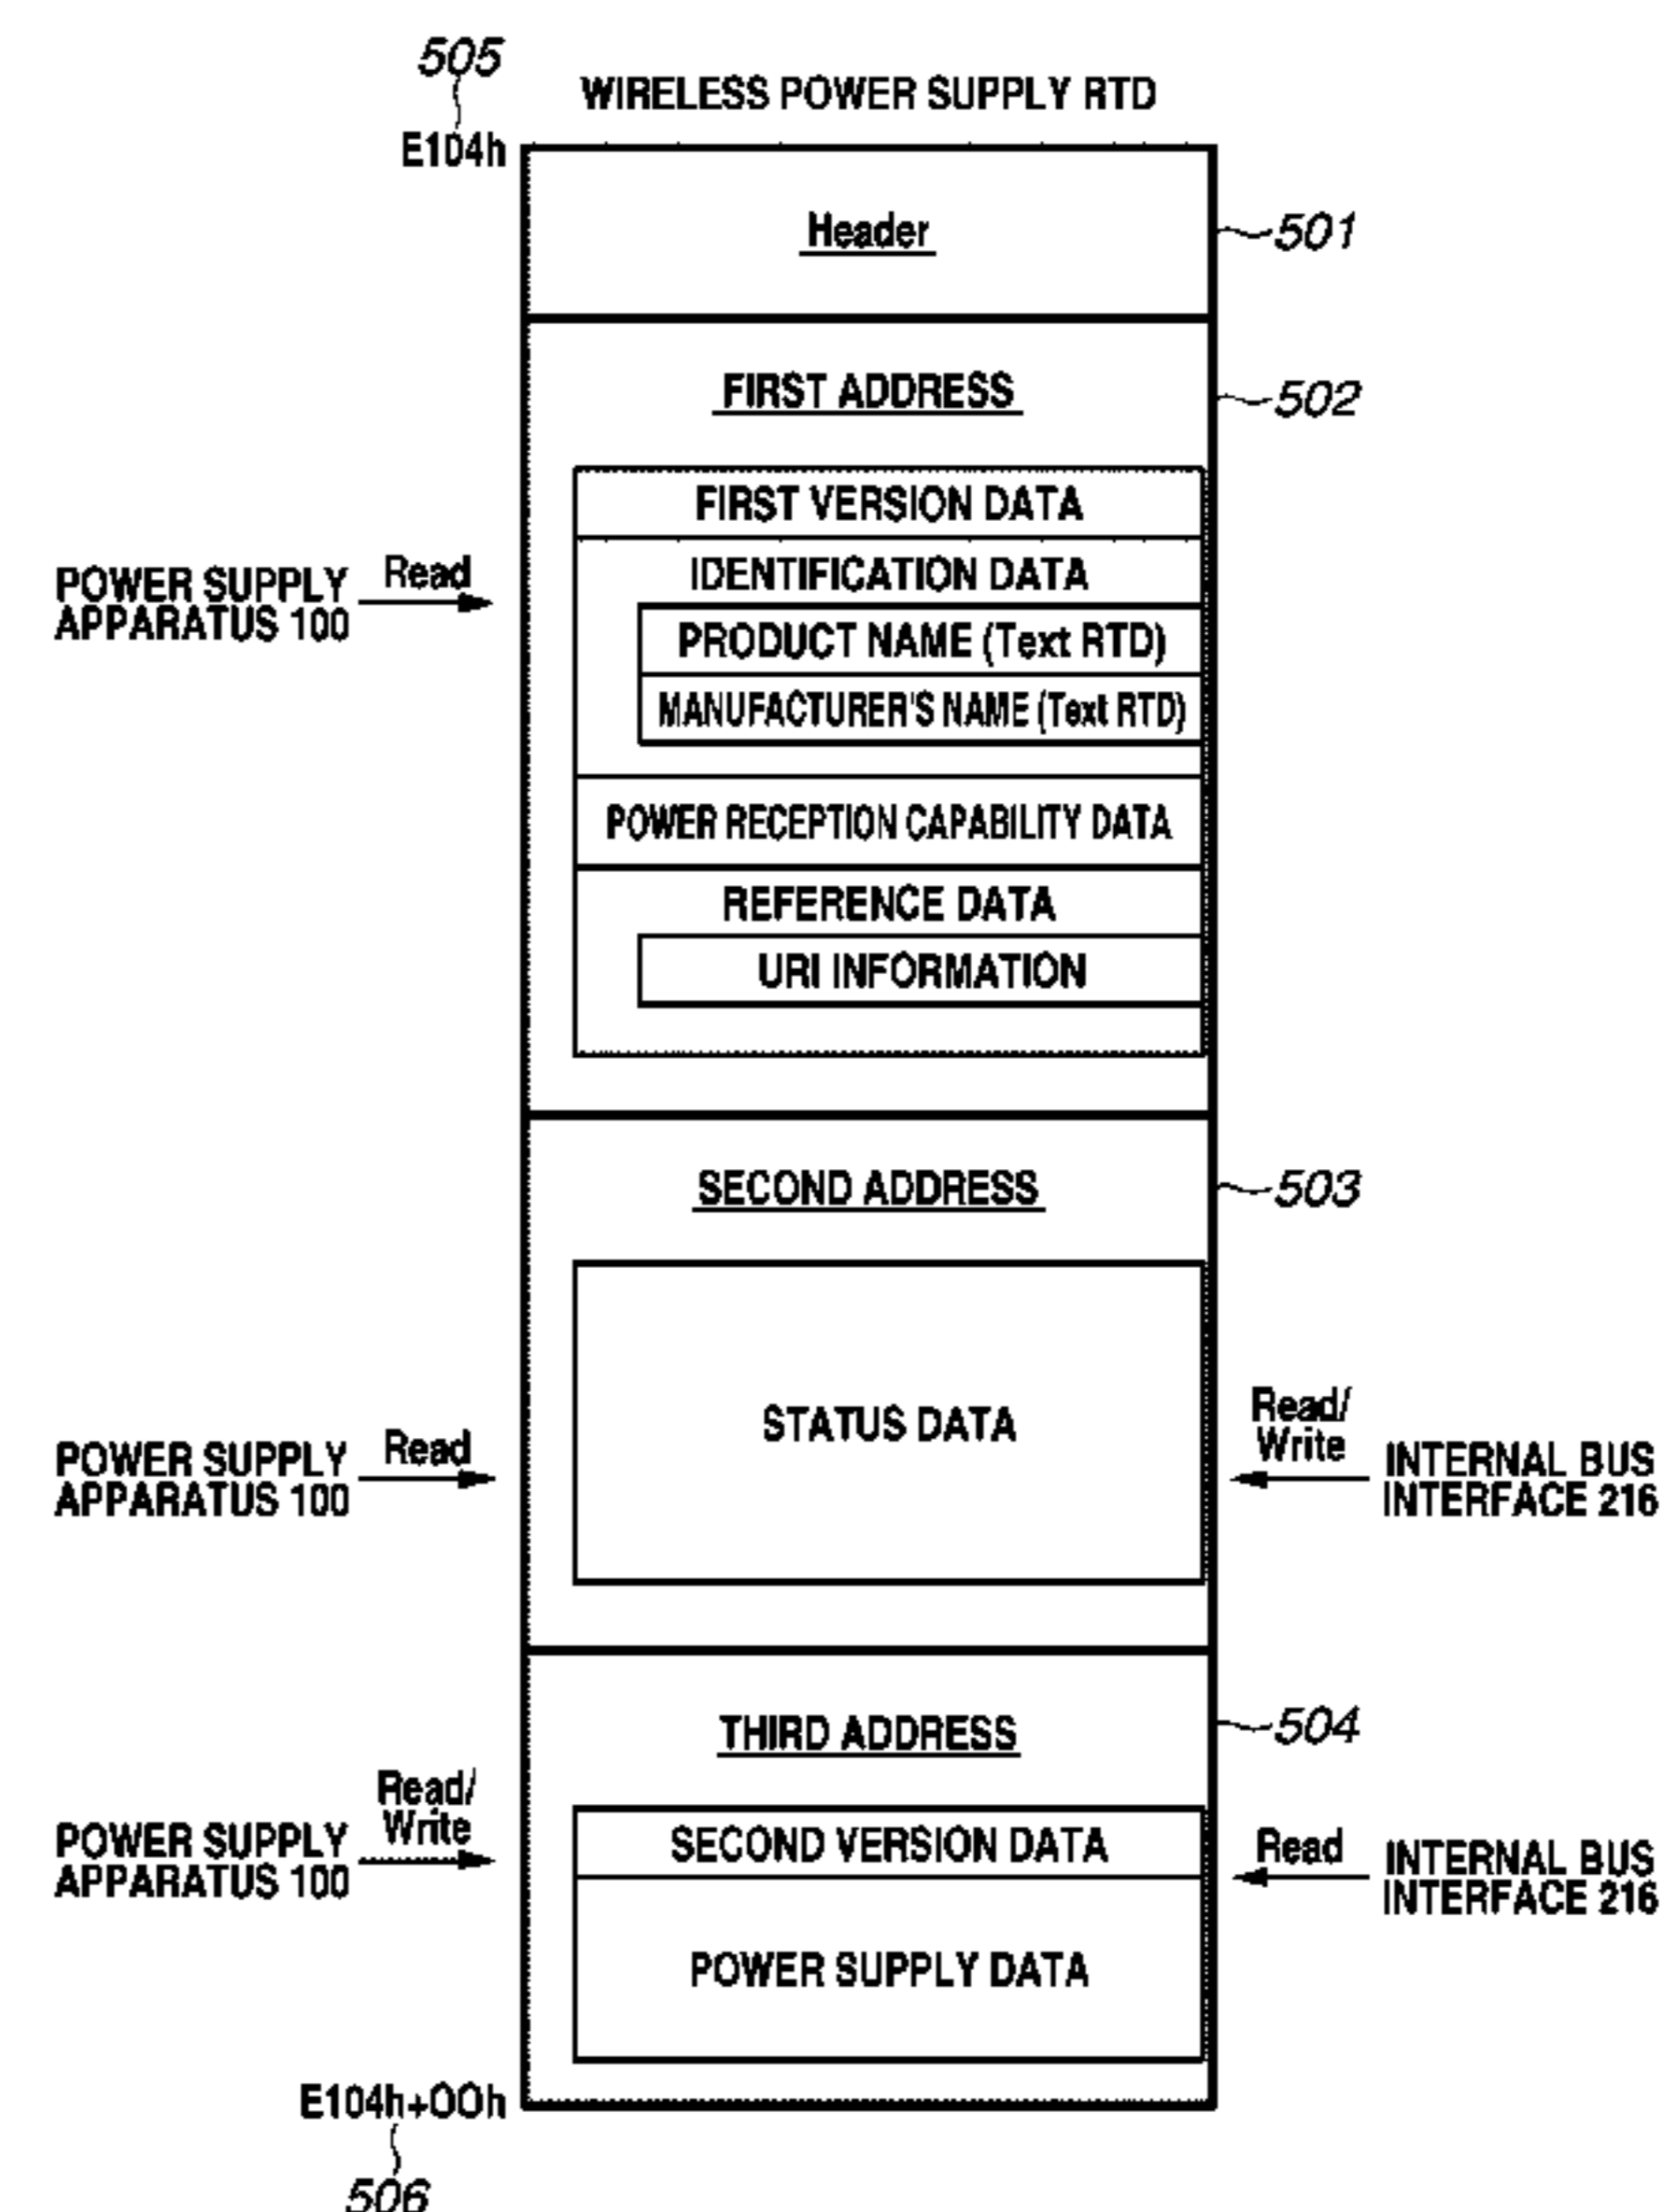 505
WIRELESS POWER SUPPLY RTD
E104h
Header
501
FIRST ADDRESS
502
FIRST VERSION DATA
IDENTIFICATION DATA
POWER SUPPLY
APPARATUS 100
Read
PRODUCT NAME (Text RTD)
MANUFACTURER'S NAME (Text RTD)
POWER RECEPTION CAPABILITY DATA
REFERENCE DATA
URI INFORMATION
SECOND ADDRESS
503
STATUS DATA
POWER SUPPLY
APPARATUS 100
Read
Read/
Write
INTERNAL BUS
INTERFACE 216
THIRD ADDRESS
504
POWER SUPPLY
APPARATUS 100
Read/
Write
SECOND VERSION DATA
Read
INTERNAL BUS
INTERFACE 216
POWER SUPPLY DATA
E104h+OOh
506